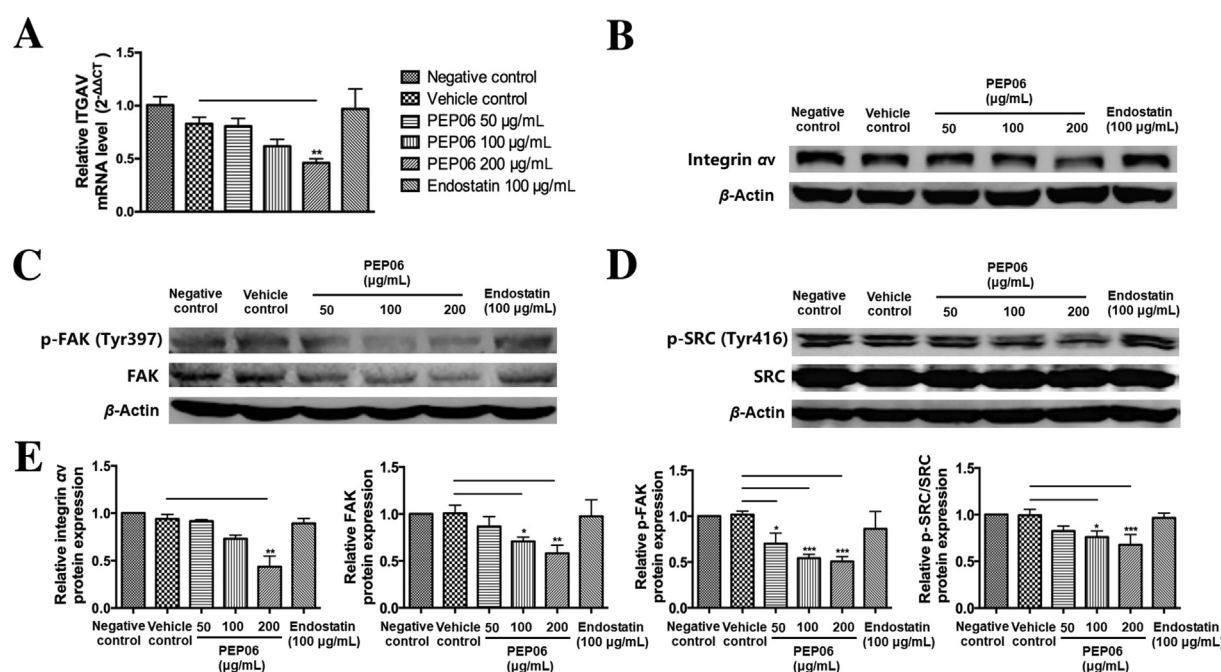 A
Relative ITGAV
mRNA level (2-ΔΔCT)
1.5
1.0
0.5
0.0
**
Negative control
Vehicle control
PEP06 50 μg/mL
PEP06 100 μg/mL
PEP06 200 μg/mL
Endostatin 100 μg/mL
B
PEP06
(μg/mL)
Negative control
Vehicle control
50 100 200
Endostatin
(100 μg/mL)
Integrin αv
β-Actin
C
PEP06
(μg/mL)
Negative control
Vehicle control
50 100 200
Endostatin
(100 μg/mL)
p-FAK (Tyr397)
FAK
β-Actin
D
PEP06
(μg/mL)
Negative control
Vehicle control
50 100 200
Endostatin
(100 μg/mL)
p-SRC (Tyr416)
SRC
β-Actin
E
Relative integrin αv
protein expression
1.5
1.0
0.5
0.0
**
Negative control
Vehicle control
50 100 200
Endostatin
(100 μg/mL)
PEP06
(μg/mL)
Relative FAK
protein expression
1.5
1.0
0.5
0.0
* **
Negative control
Vehicle control
50 100 200
Endostatin
(100 μg/mL)
PEP06
(μg/mL)
Relative p-FAK
protein expression
1.5
1.0
0.5
0.0
* *** ***
Negative control
Vehicle control
50 100 200
Endostatin
(100 μg/mL)
PEP06
(μg/mL)
Relative p-SRC/SRC
protein expression
1.5
1.0
0.5
0.0
* ***
Negative control
Vehicle control
50 100 200
Endostatin
(100 μg/mL)
PEP06
(μg/mL)